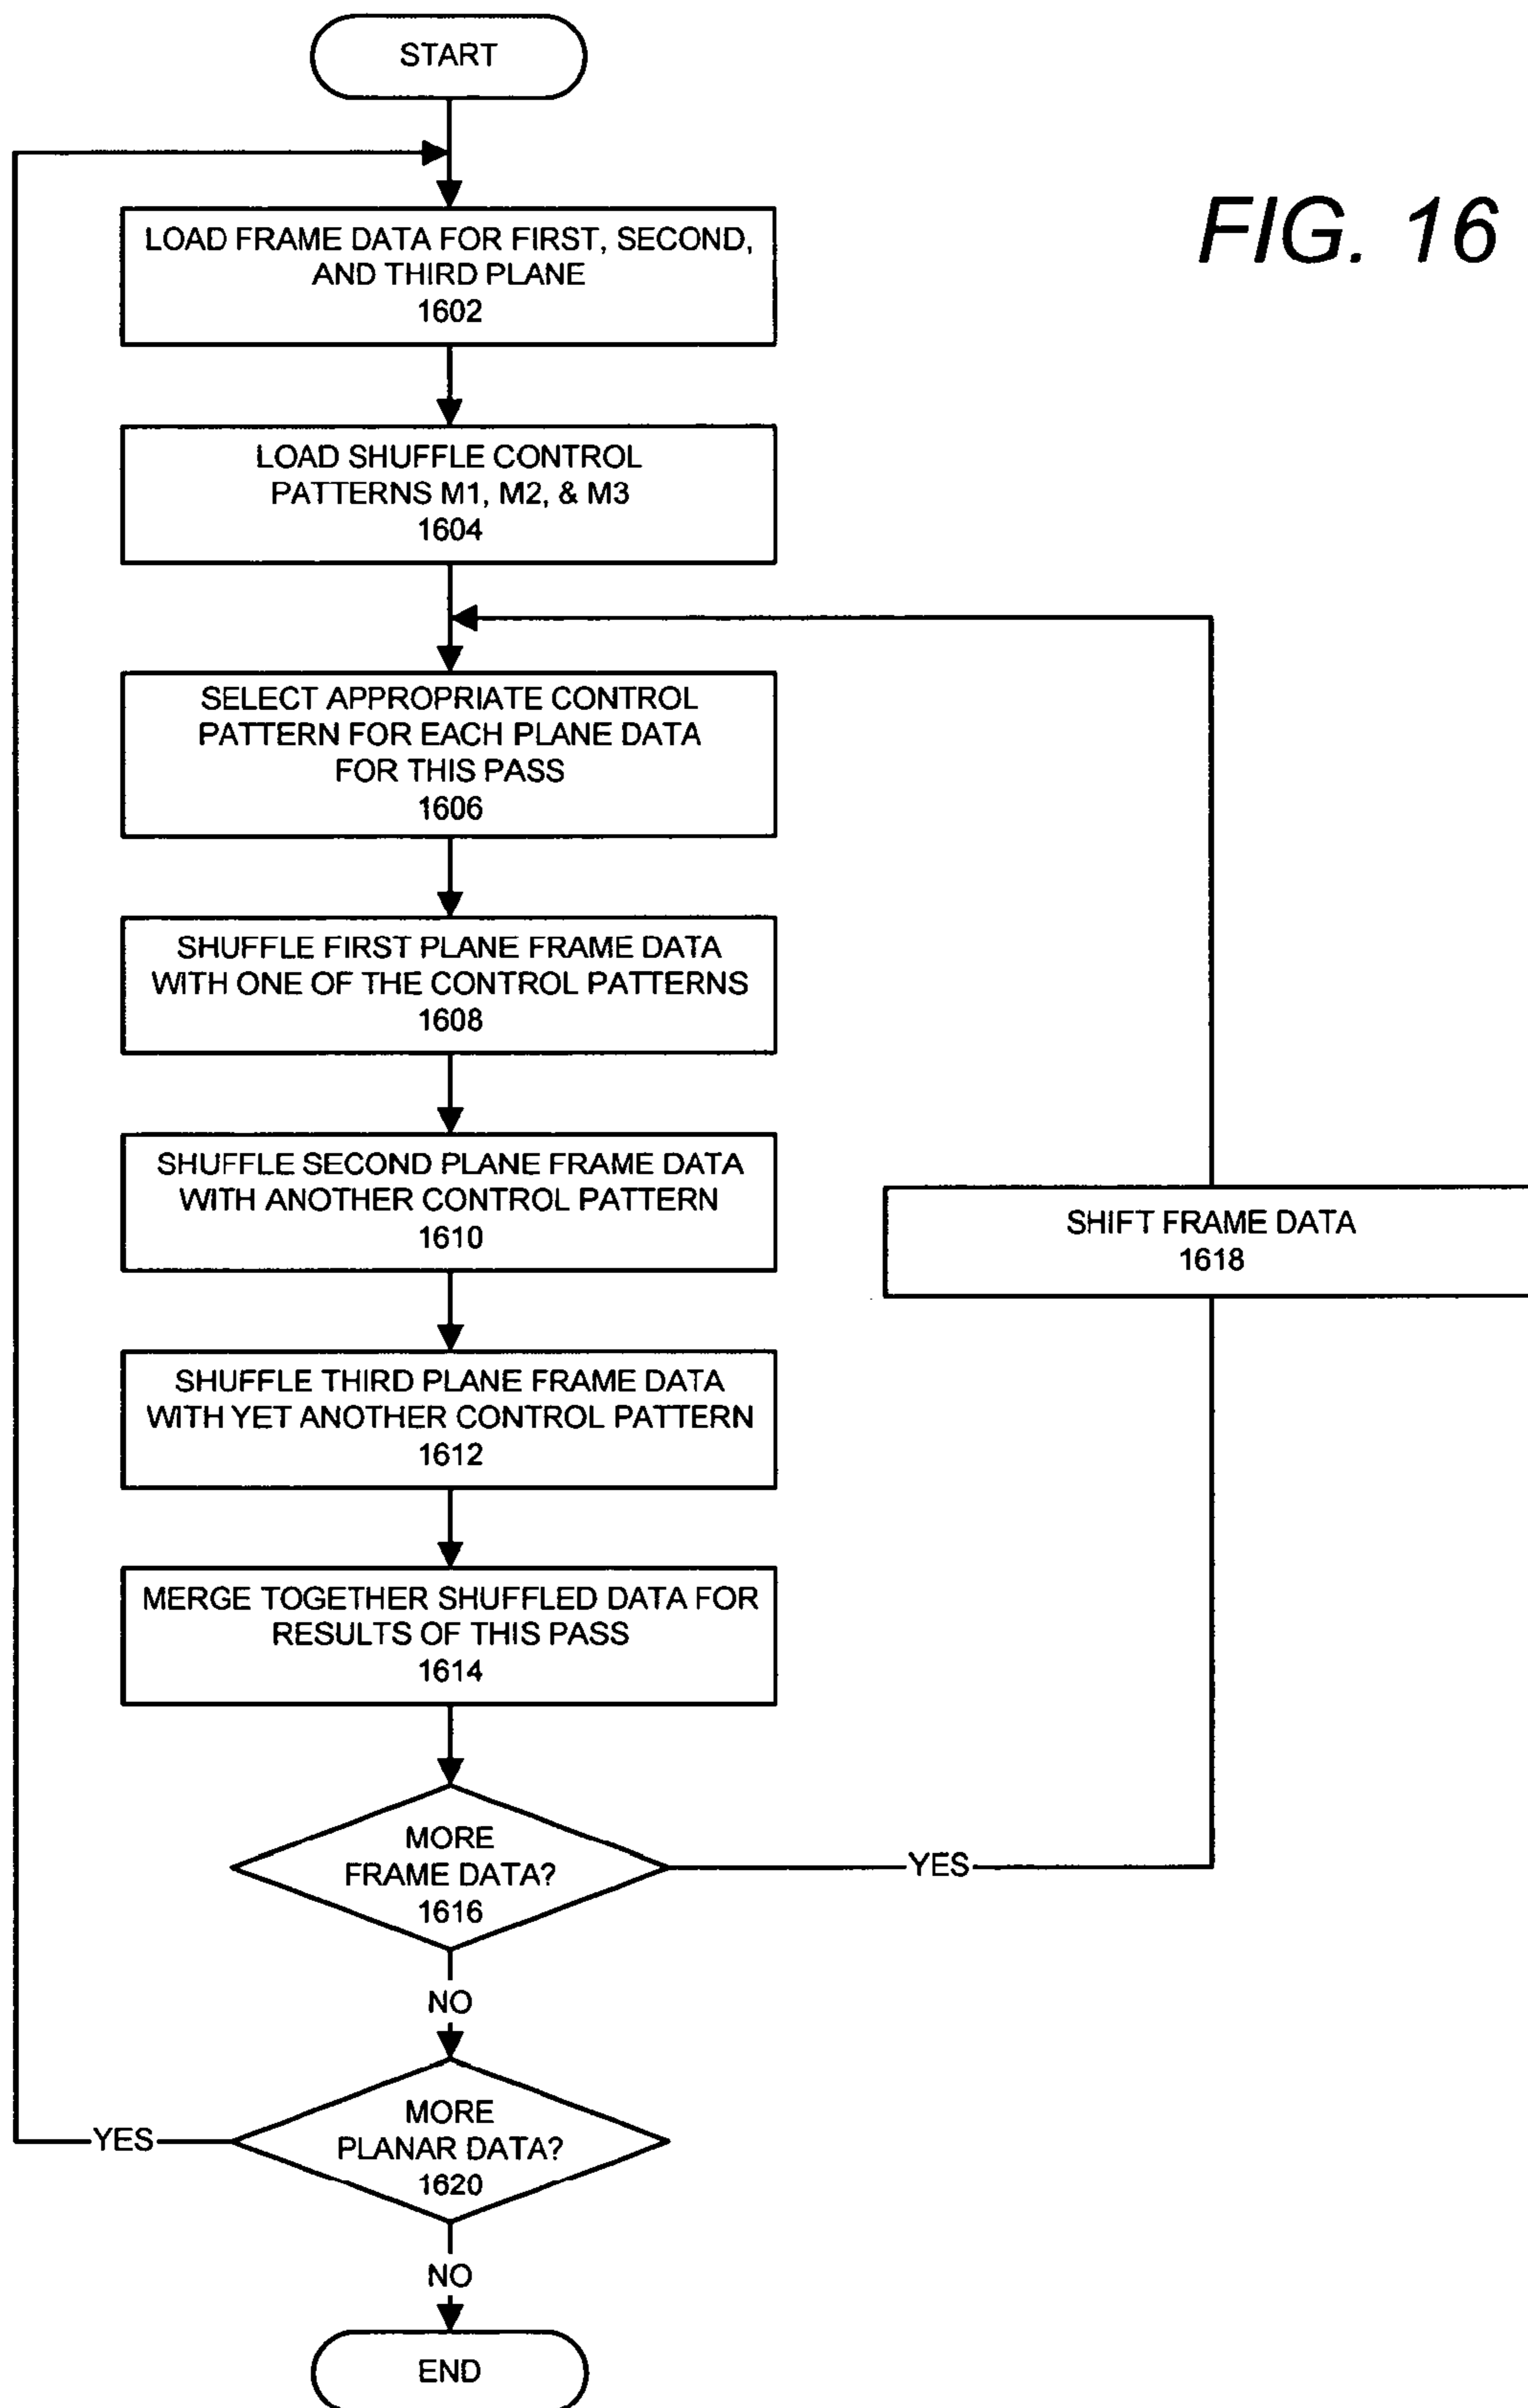 START
FIG. 16
LOAD FRAME DATA FOR FIRST, SECOND,
AND THIRD PLANE
1602
LOAD SHUFFLE CONTROL
PATTERNS M1, M2, & M3
1604
SELECT APPROPRIATE CONTROL
PATTERN FOR EACH PLANE DATA
FOR THIS PASS
1606
SHUFFLE FIRST PLANE FRAME DATA
WITH ONE OF THE CONTROL PATTERNS
1608
SHUFFLE SECOND PLANE FRAME DATA
WITH ANOTHER CONTROL PATTERN
1610
SHIFT FRAME DATA
1618
SHUFFLE THIRD PLANE FRAME DATA
WITH YET ANOTHER CONTROL PATTERN
1612
MERGE TOGETHER SHUFFLED DATA FOR
RESULTS OF THIS PASS
1614
MORE
FRAME DATA?
1616
YES
NO
MORE
PLANAR DATA?
1620
YES
NO
END